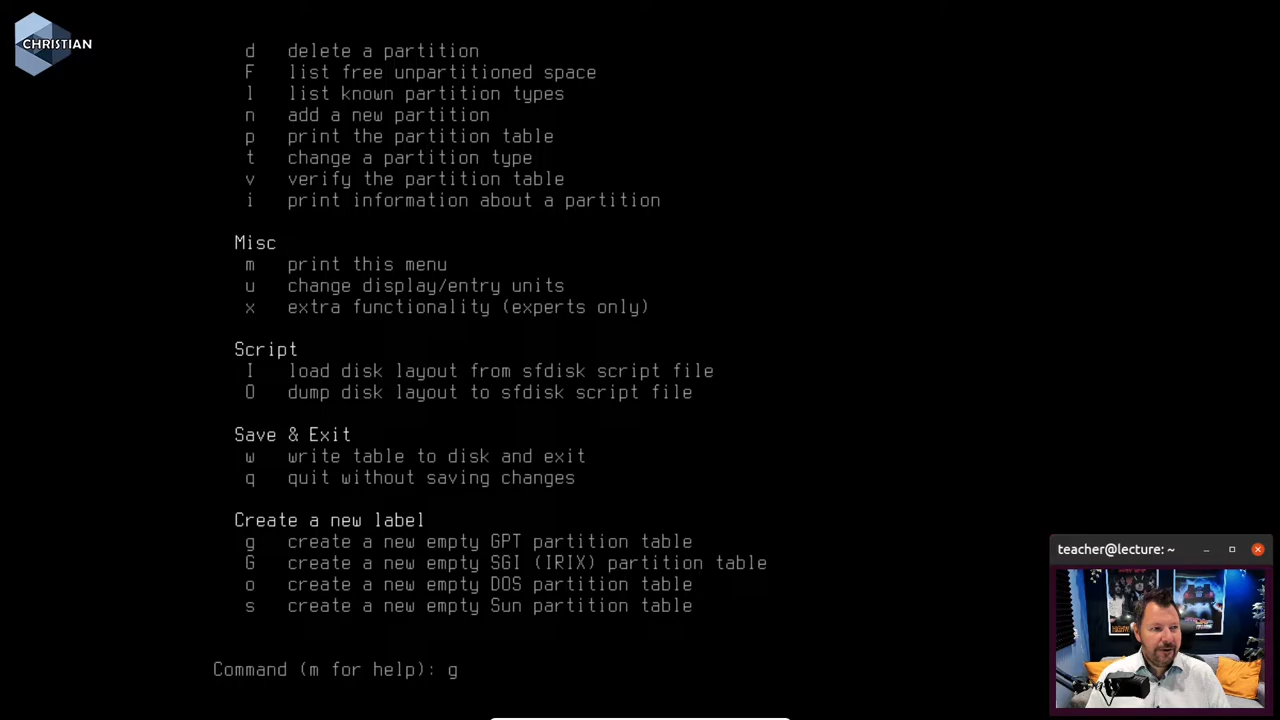 CHRISTIAN
d delete a partition
F list free unpartitioned space
l list known partition types
n add a new partition
p print the partition table
t change a partition type
v verify the partition table
i print information about a partition
Misc
m print this menu
u change display/entry units
x extra functionality (experts only)
Script
I load disk layout from sfdisk script file
O dump disk layout to sfdisk script file
Save & Exit
w write table to disk and exit
q quit without saving changes
Create a new label
g create a new empty GPT partition table
G create a new empty SGI (IRIX) partition table
o create a new empty DOS partition table
s create a new empty Sun partition table
Command (m for help): g
teacher@lecture: ~